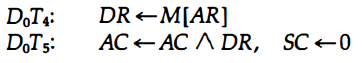 D₀T₄: DR ← M[AR]
D₀T₅: AC ← AC ∧ DR, SC ← 0